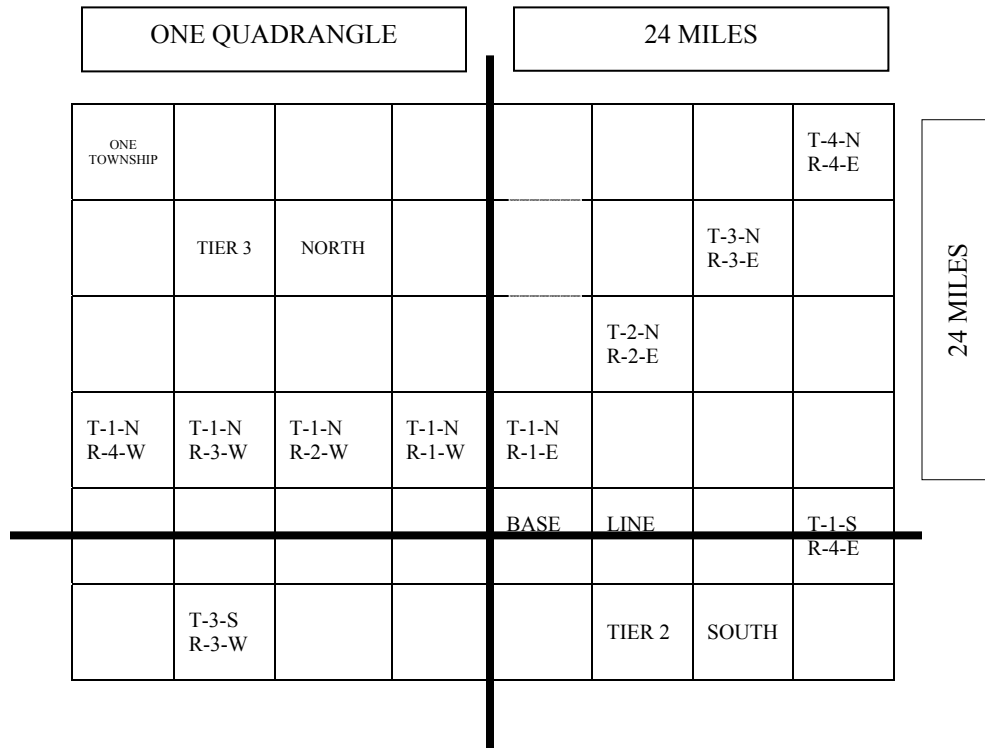 ONE QUADRANGLE
24 MILES
ONE
TOWNSHIP
T-4-N
R-4-E
TIER 3
NORTH
T-3-N
R-3-E
24 MILES
T-2-N
R-2-E
T-1-N
R-4-W
T-1-N
R-3-W
T-1-N
R-2-W
T-1-N
R-1-W
T-1-N
R-1-E
BASE
LINE
T-1-S
R-4-E
T-3-S
R-3-W
TIER 2
SOUTH